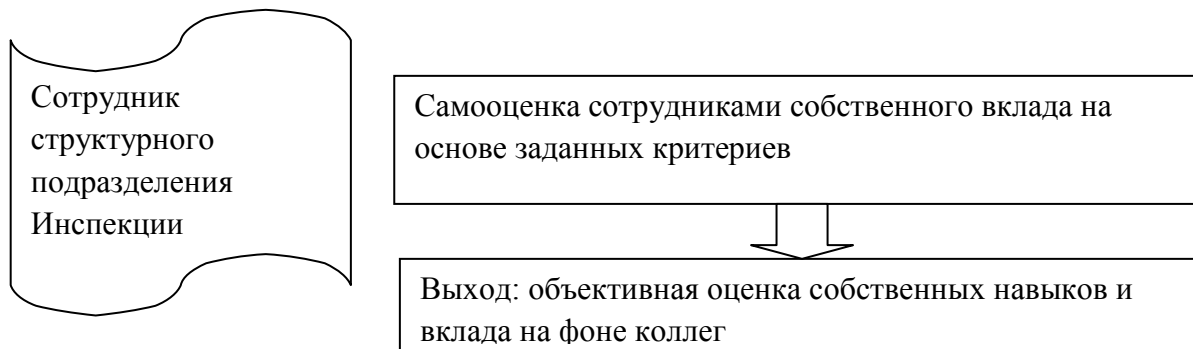 Сотрудник
структурного
подразделения
Инспекции
Самооценка сотрудниками собственного вклада на
основе заданных критериев
Выход: объективная оценка собственных навыков и
вклада на фоне коллег